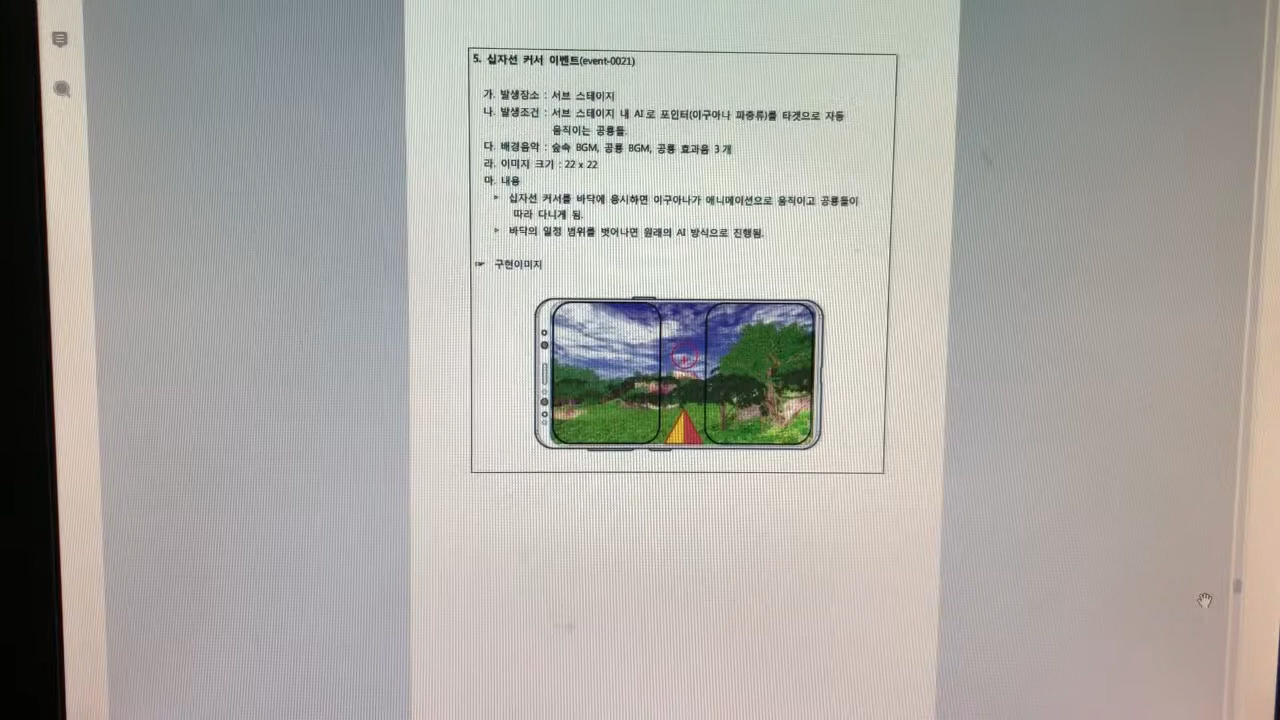 5. 십자선 커서 이벤트(event-0021)
가. 발생장소 : 서브 스테이지
나. 발생조건 : 서브 스테이지 내 AI로 포인터(이구아나 파충류)를 타겟으로 자동
움직이는 공룡들.
다. 배경음악 : 숲속 BGM, 공룡 BGM, 공룡 효과음 3개
라. 이미지 크기 : 22 x 22
마. 내용
▹ 십자선 커서를 바닥에 응시하면 이구아나가 애니메이션으로 움직이고 공룡들이
따라 다니게 됨.
▹ 바닥의 일정 범위를 벗어나면 원래의 AI 방식으로 진행됨.
☞ 구현이미지